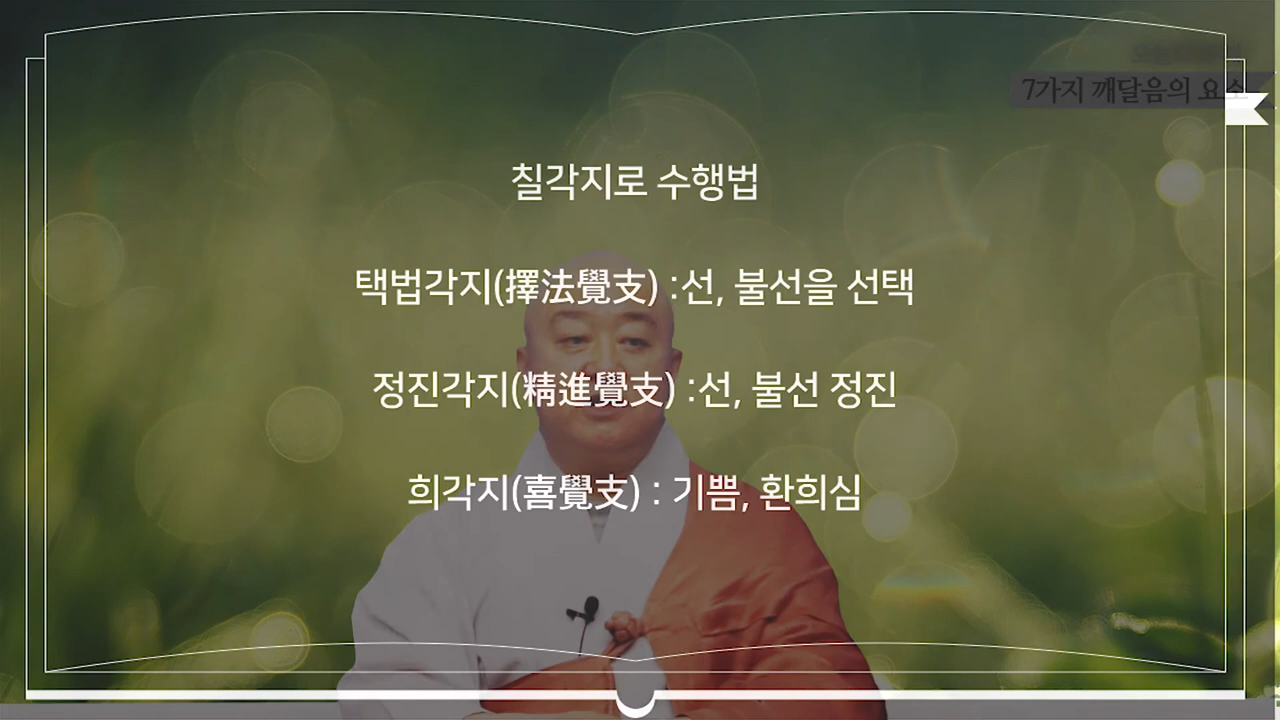 7가지 깨달음의 요소
칠각지로 수행법
택법각지(擇法覺支) :선, 불선을 선택
정진각지(精進覺支) :선, 불선 정진
희각지(喜覺支) : 기쁨, 환희심